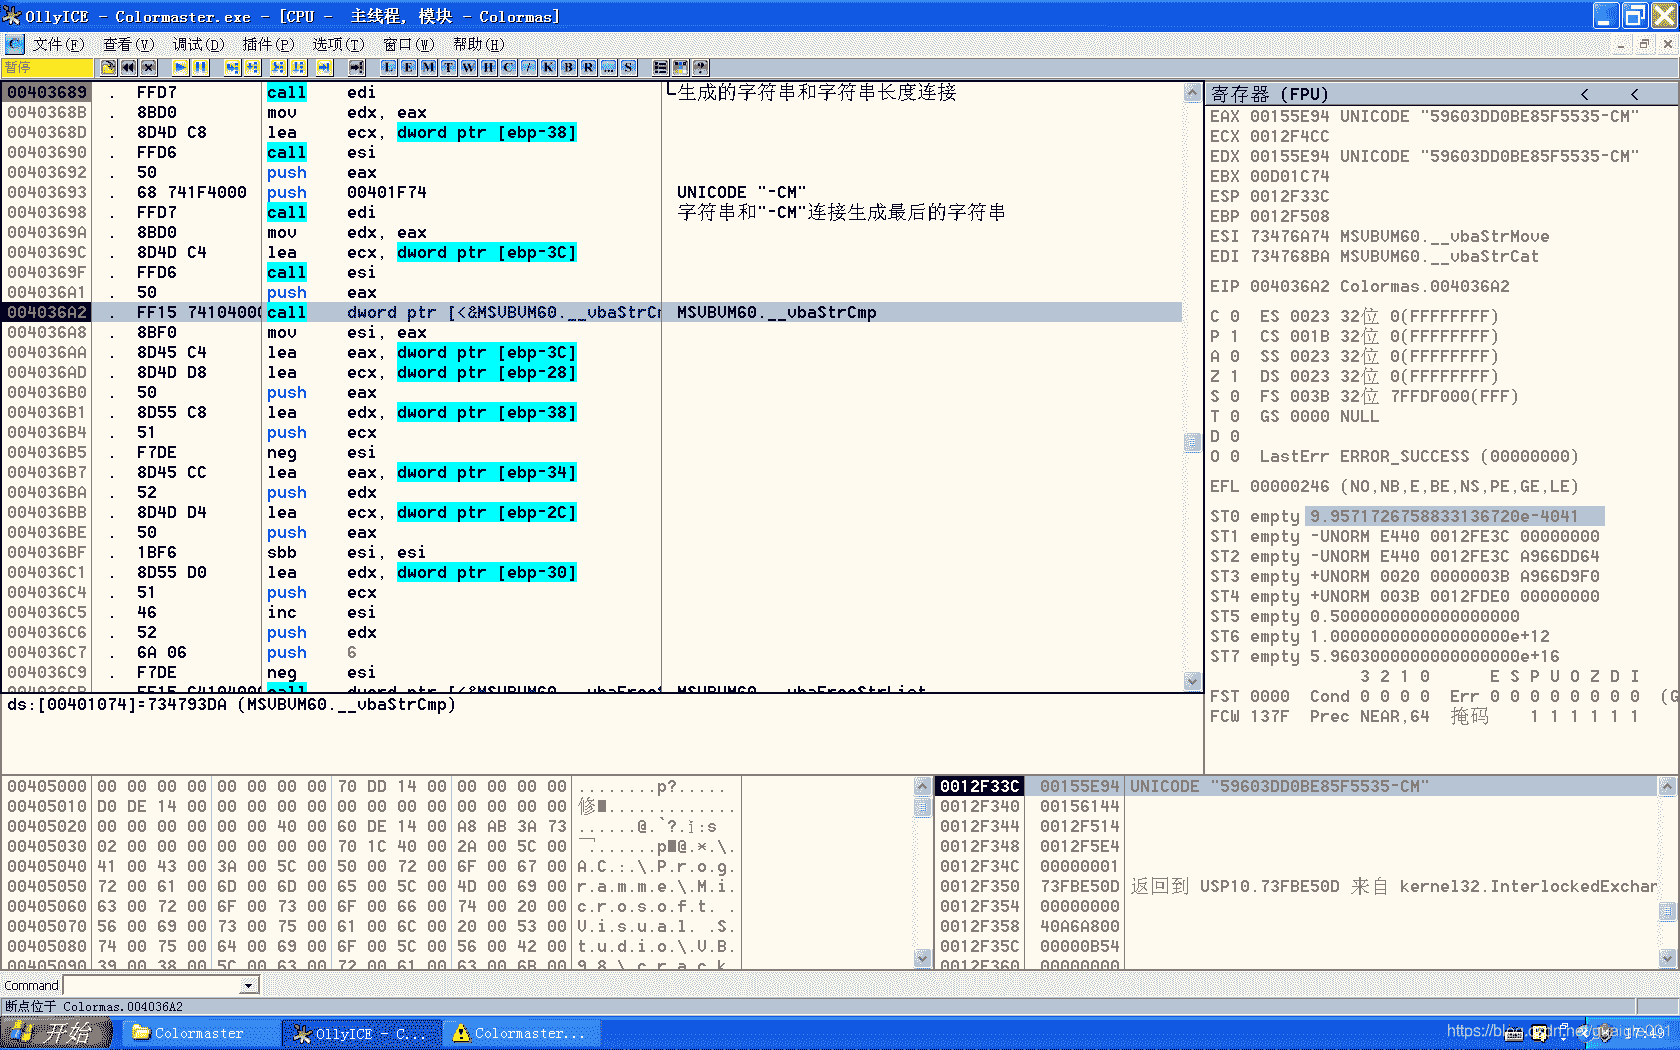 OllyICE - Colormaster.exe - [CPU - 主线程, 模块 - Colormas]
文件(F) 查看(V) 调试(D) 插件(P) 选项(T) 窗口(W) 帮助(H)
暂停 L E M T W H C / K B R ... S
00403689 . FFD7 call edi └生成的字符串和字符串长度连接
0040368B . 8BD0 mov edx, eax
0040368D . 8D4D C8 lea ecx, dword ptr [ebp-38]
00403690 . FFD6 call esi
00403692 . 50 push eax
00403693 . 68 741F4000 push 00401F74 UNICODE "-CM"
00403698 . FFD7 call edi 字符串和"-CM"连接生成最后的字符串
0040369A . 8BD0 mov edx, eax
0040369C . 8D4D C4 lea ecx, dword ptr [ebp-3C]
0040369F . FFD6 call esi
004036A1 . 50 push eax
004036A2 . FF15 74104000 call dword ptr [<&MSVBVM60.__vbaStrCm MSVBVM60.__vbaStrCmp
004036A8 . 8BF0 mov esi, eax
004036AA . 8D45 C4 lea eax, dword ptr [ebp-3C]
004036AD . 8D4D D8 lea ecx, dword ptr [ebp-28]
004036B0 . 50 push eax
004036B1 . 8D55 C8 lea edx, dword ptr [ebp-38]
004036B4 . 51 push ecx
004036B5 . F7DE neg esi
004036B7 . 8D45 CC lea eax, dword ptr [ebp-34]
004036BA . 52 push edx
004036BB . 8D4D D4 lea ecx, dword ptr [ebp-2C]
004036BE . 50 push eax
004036BF . 1BF6 sbb esi, esi
004036C1 . 8D55 D0 lea edx, dword ptr [ebp-30]
004036C4 . 51 push ecx
004036C5 . 46 inc esi
004036C6 . 52 push edx
004036C7 . 6A 06 push 6
004036C9 . F7DE neg esi
004036CB . FF15 C4104000 call dword ptr [<&MSVBVM60.__vbaFreeS MSVBVM60.__vbaFreeStrList
ds:[00401074]=734793DA (MSVBVM60.__vbaStrCmp)
寄存器 (FPU) < <
EAX 00155E94 UNICODE "59603DD0BE85F5535-CM"
ECX 0012F4CC
EDX 00155E94 UNICODE "59603DD0BE85F5535-CM"
EBX 00D01C74
ESP 0012F33C
EBP 0012F508
ESI 73476A74 MSVBVM60.__vbaStrMove
EDI 734768BA MSVBVM60.__vbaStrCat
EIP 004036A2 Colormas.004036A2
C 0 ES 0023 32位 0(FFFFFFFF)
P 1 CS 001B 32位 0(FFFFFFFF)
A 0 SS 0023 32位 0(FFFFFFFF)
Z 1 DS 0023 32位 0(FFFFFFFF)
S 0 FS 003B 32位 7FFDF000(FFF)
T 0 GS 0000 NULL
D 0
O 0 LastErr ERROR_SUCCESS (00000000)
EFL 00000246 (NO,NB,E,BE,NS,PE,GE,LE)
ST0 empty 9.9571726758833136720e-4041
ST1 empty -UNORM E440 0012FE3C 00000000
ST2 empty -UNORM E440 0012FE3C A966DD64
ST3 empty +UNORM 0020 0000003B A966D9F0
ST4 empty +UNORM 003B 0012FDE0 00000000
ST5 empty 0.5000000000000000000
ST6 empty 1.0000000000000000000e+12
ST7 empty 5.9603000000000000000e+16
3 2 1 0 E S P U O Z D I
FST 0000 Cond 0 0 0 0 Err 0 0 0 0 0 0 0 0 (G
FCW 137F Prec NEAR,64 掩码 1 1 1 1 1 1
00405000 00 00 00 00 00 00 00 00 70 DD 14 00 00 00 00 00 ........p?......
00405010 D0 DE 14 00 00 00 00 00 00 00 00 00 00 00 00 00
00405020 00 00 00 00 00 00 40 00 60 DE 14 00 A8 AB 3A 73
00405030 02 00 00 00 00 00 00 00 70 1C 40 00 2A 00 5C 00
00405040 41 00 43 00 3A 00 5C 00 50 00 72 00 6F 00 67 00 A.C.:.\.P.r.o.g.
00405050 72 00 61 00 6D 00 6D 00 65 00 5C 00 4D 00 69 00 r.a.m.m.e.\.M.i.
00405060 63 00 72 00 6F 00 73 00 6F 00 66 00 74 00 20 00 c.r.o.s.o.f.t. .
00405070 56 00 69 00 73 00 75 00 61 00 6C 00 20 00 53 00 V.i.s.u.a.l. .S.
00405080 74 00 75 00 64 00 69 00 6F 00 5C 00 56 00 42 00 t.u.d.i.o.\.V.B.
00405090 39 00 38 00 5C 00 63 00 72 00 61 00 63 00 6B 00 9.8.\.c.r.a.c.k.
0012F33C 00155E94 UNICODE "59603DD0BE85F5535-CM"
0012F340 00156144
0012F344 0012F514
0012F348 0012F5E4
0012F34C 00000001
0012F350 73FBE50D 返回到 USP10.73FBE50D 来自 kernel32.InterlockedExchan
0012F354 00000000
0012F358 40A6A800
0012F35C 00000B54
0012F360 00000000
Command
断点位于 Colormas.004036A2
开始 Colormaster OllyICE - C... Colormaster... 17:49